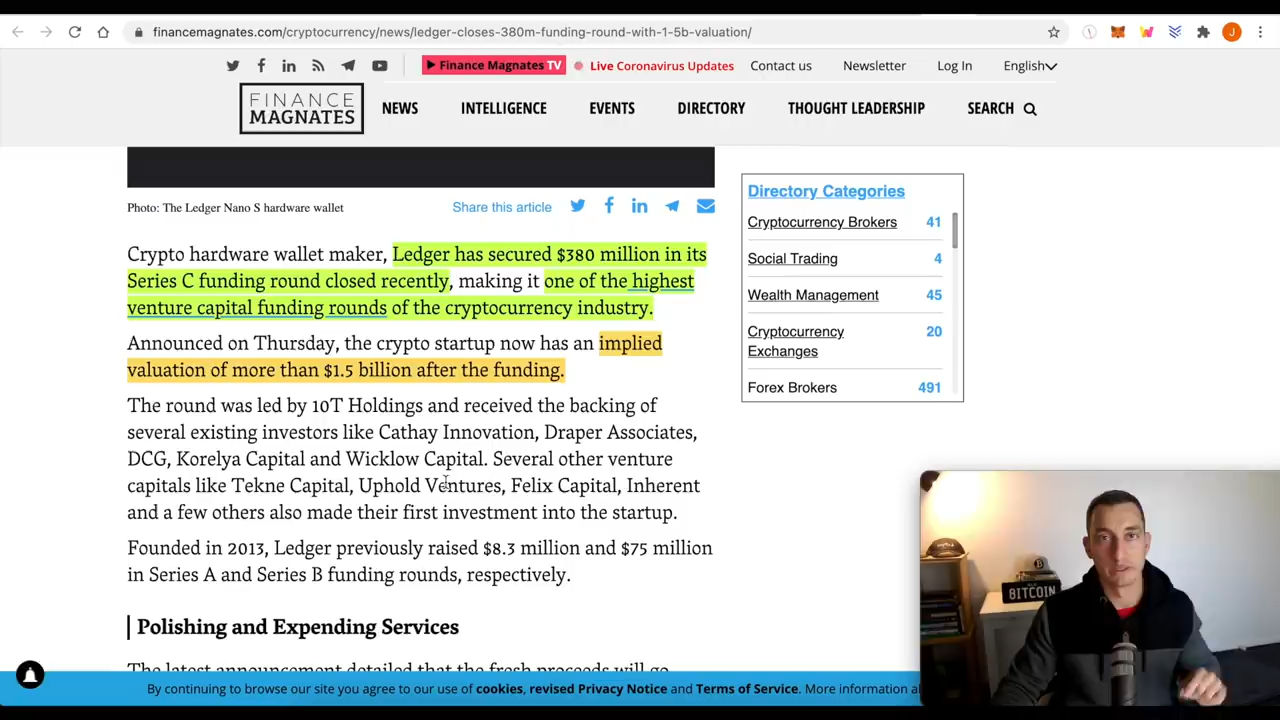 financemagnates.com/cryptocurrency/news/ledger-closes-380m-funding-round-with-1-5b-valuation/
J
Finance Magnates TV
Live Coronavirus Updates
Contact us
Newsletter
Log In
English
FINANCE
MAGNATES
NEWS
INTELLIGENCE
EVENTS
DIRECTORY
THOUGHT LEADERSHIP
SEARCH
Photo: The Ledger Nano S hardware wallet
Share this article
Crypto hardware wallet maker, Ledger has secured $380 million in its
Series C funding round closed recently, making it one of the highest
venture capital funding rounds of the cryptocurrency industry.
Announced on Thursday, the crypto startup now has an implied
valuation of more than $1.5 billion after the funding.
The round was led by 10T Holdings and received the backing of
several existing investors like Cathay Innovation, Draper Associates,
DCG, Korelya Capital and Wicklow Capital. Several other venture
capitals like Tekne Capital, Uphold Ventures, Felix Capital, Inherent
and a few others also made their first investment into the startup.
Founded in 2013, Ledger previously raised $8.3 million and $75 million
in Series A and Series B funding rounds, respectively.
Polishing and Expending Services
The latest announcement detailed that the fresh proceeds will go
Directory Categories
Cryptocurrency Brokers 41
Social Trading 4
Wealth Management 45
Cryptocurrency 20
Exchanges
Forex Brokers 491
BITCOIN
By continuing to browse our site you agree to our use of cookies, revised Privacy Notice and Terms of Service. More information a